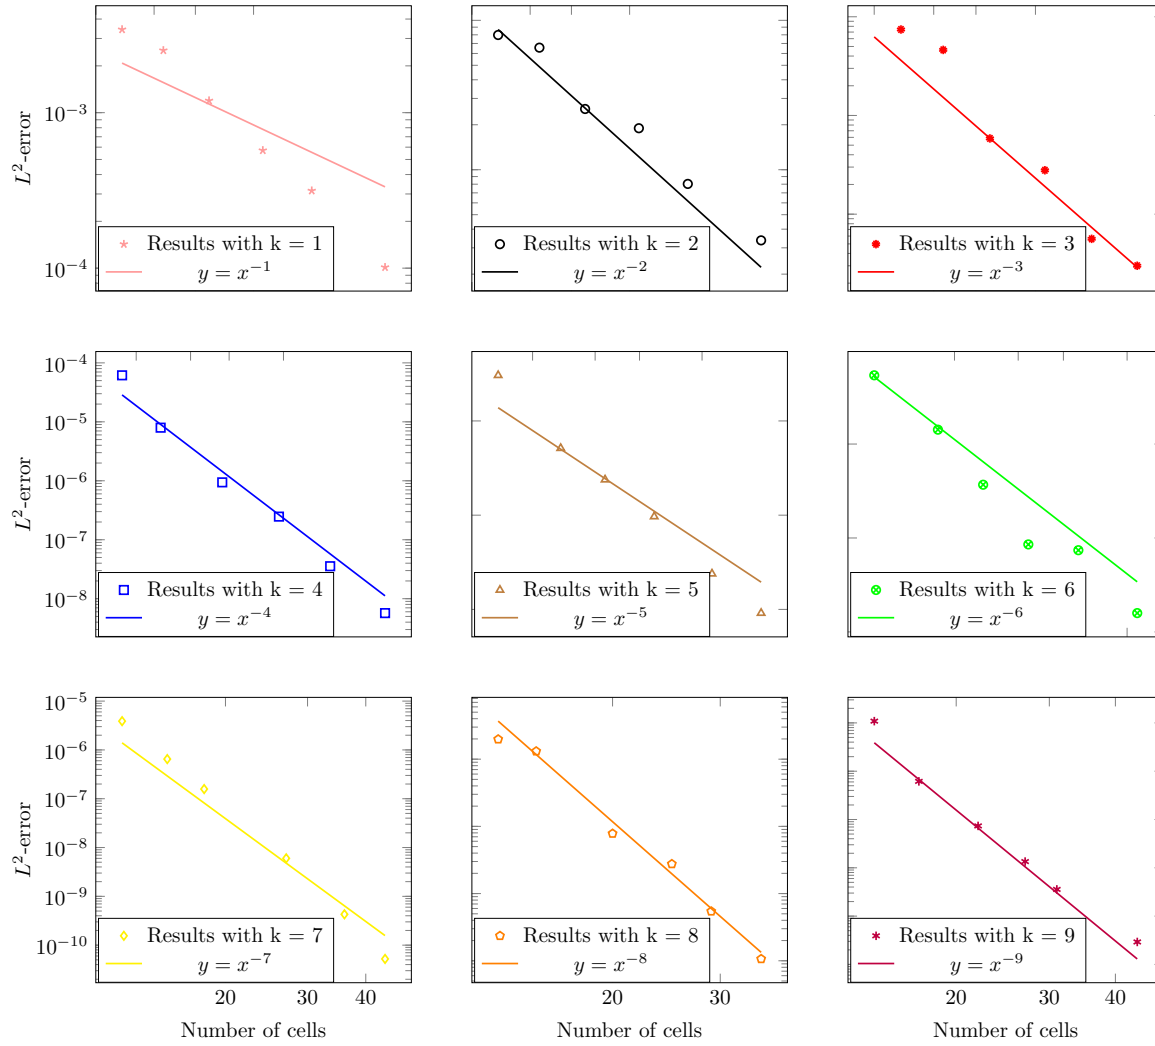 10⁻³
L²-error
10⁻⁴
Results with k = 1
y = x⁻¹
Results with k = 2
y = x⁻²
Results with k = 3
y = x⁻³
10⁻⁴
10⁻⁵
10⁻⁶
10⁻⁷
10⁻⁸
L²-error
Results with k = 4
y = x⁻⁴
Results with k = 5
y = x⁻⁵
Results with k = 6
y = x⁻⁶
10⁻⁵
10⁻⁶
10⁻⁷
10⁻⁸
10⁻⁹
10⁻¹⁰
L²-error
Results with k = 7
y = x⁻⁷
20 40
Number of cells
Results with k = 8
y = x⁻⁸
20 30
Number of cells
Results with k = 9
y = x⁻⁹
20 30 40
Number of cells